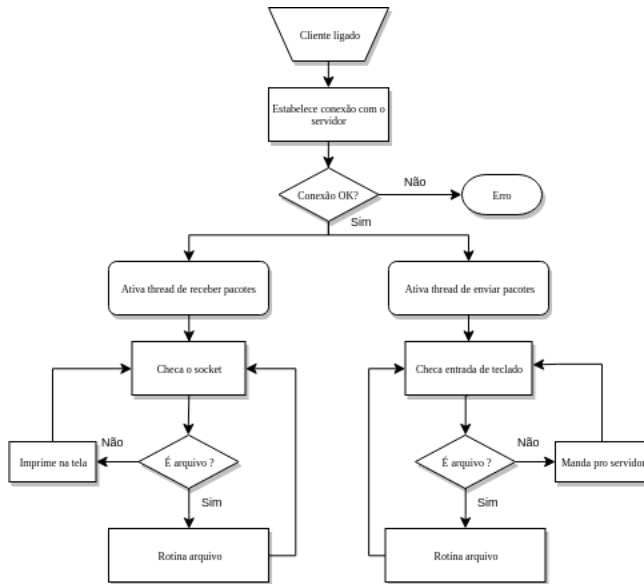 Cliente ligado
Estabelece conexão com o
servidor
Conexão OK?
Não
Erro
Sim
Ativa thread de receber pacotes
Ativa thread de enviar pacotes
Checa o socket
Checa entrada de teclado
Imprime na tela
Não
É arquivo ?
É arquivo ?
Não
Manda pro servidor
Sim
Sim
Rotina arquivo
Rotina arquivo